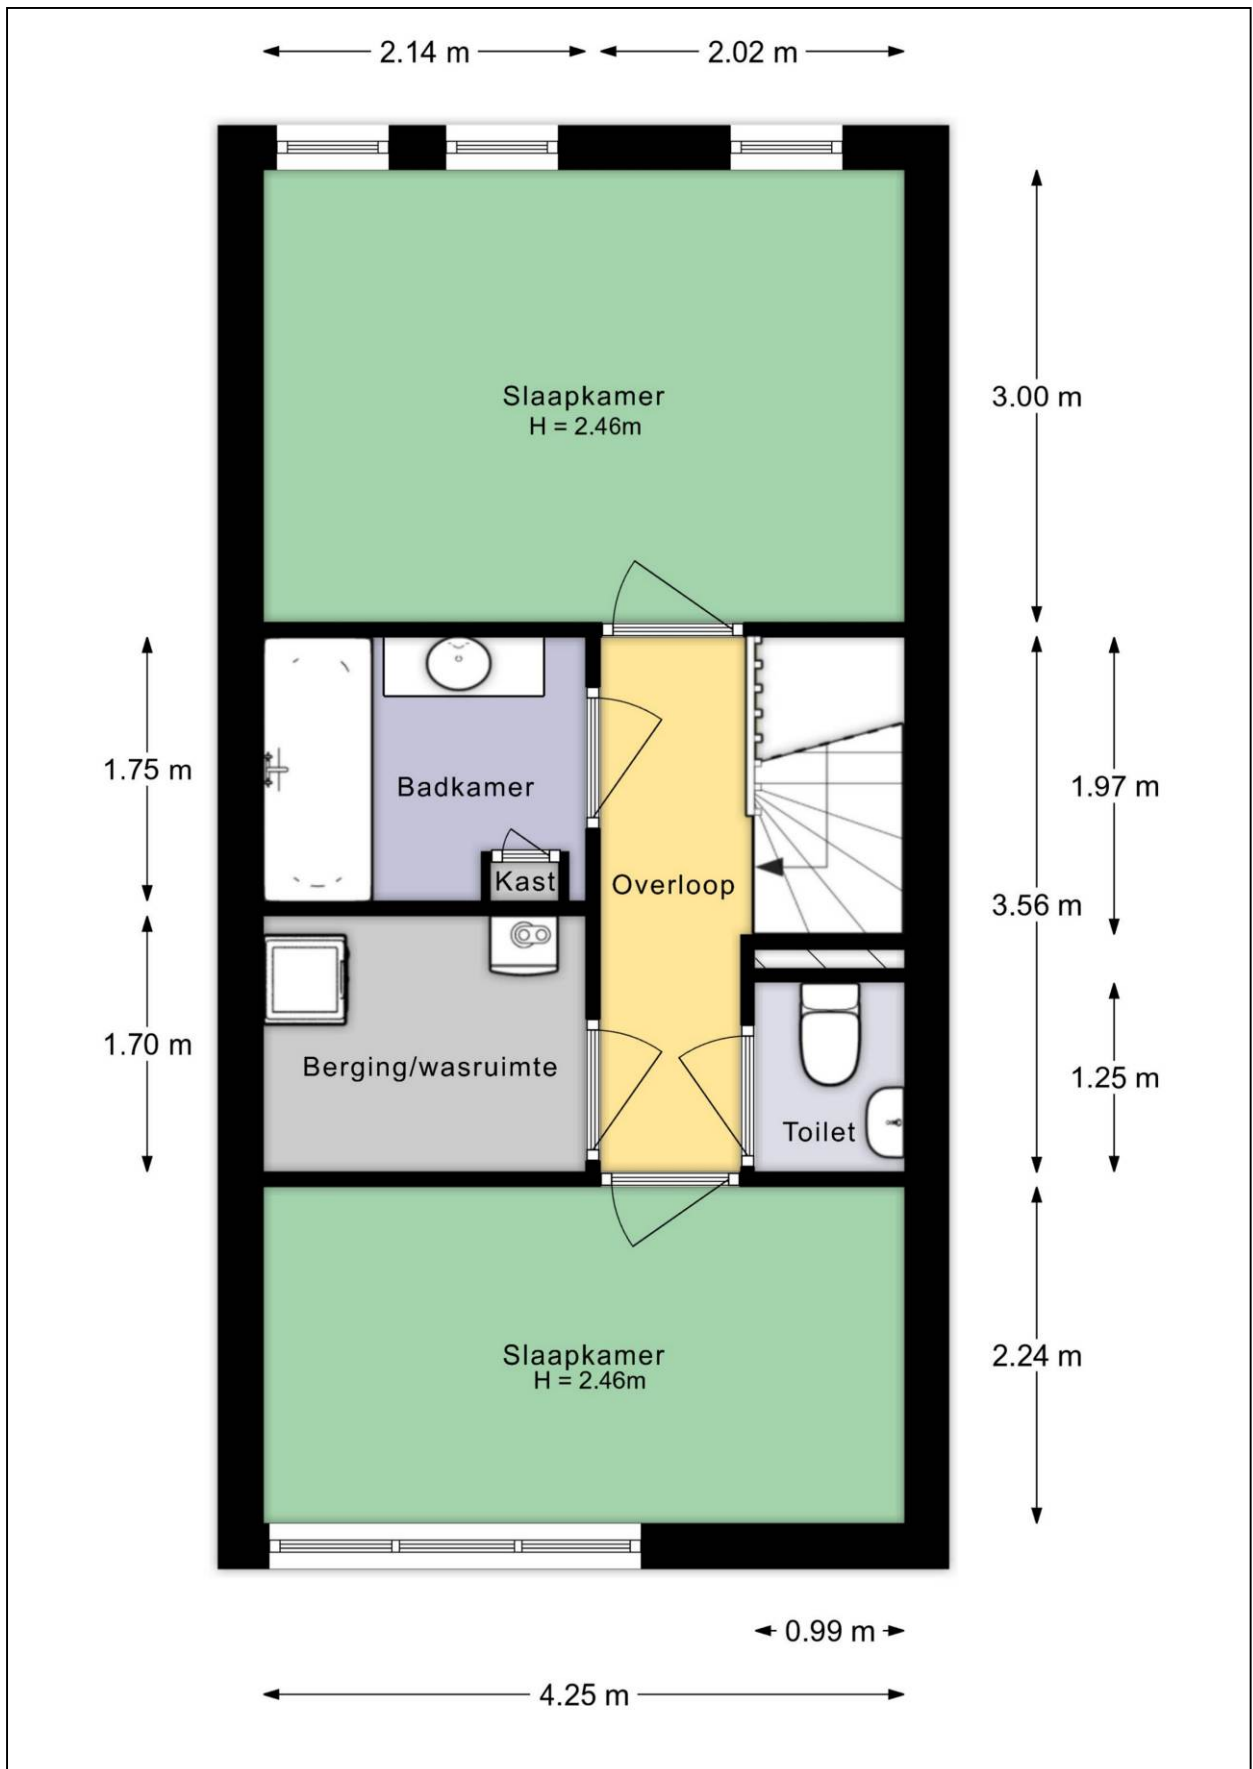 2.14 m
2.02 m
Slaapkamer
H = 2.46m
3.00 m
1.75 m
Badkamer
1.97 m
Kast
Overloop
3.56 m
1.70 m
Berging/wasruimte
1.25 m
Toilet
Slaapkamer
H = 2.46m
2.24 m
0.99 m
4.25 m